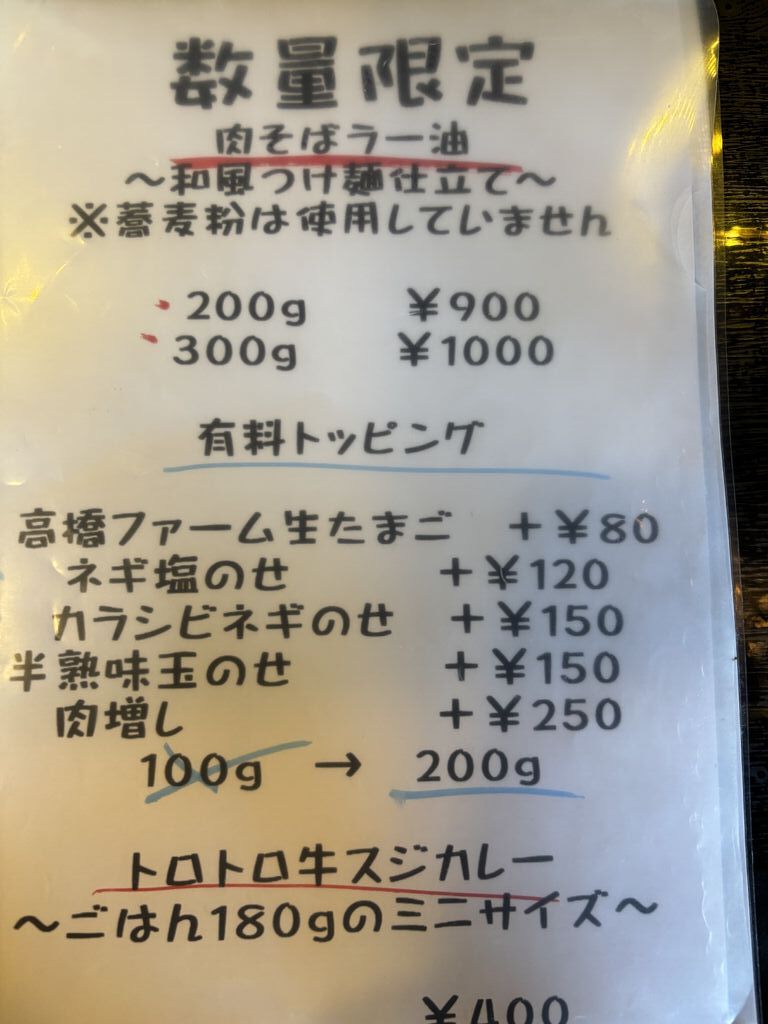 数量限定
肉そばラー油
～和風つけ麺仕立て～
※蕎麦粉は使用していません
200g ¥900
300g ¥1000
有料トッピング
高橋ファーム生たまご +¥80
ネギ塩のせ +¥120
カラシビネギのせ +¥150
半熟味玉のせ +¥150
肉増し +¥250
100g → 200g
トロトロ牛スジカレー
～ごはん180gのミニサイズ～
¥400